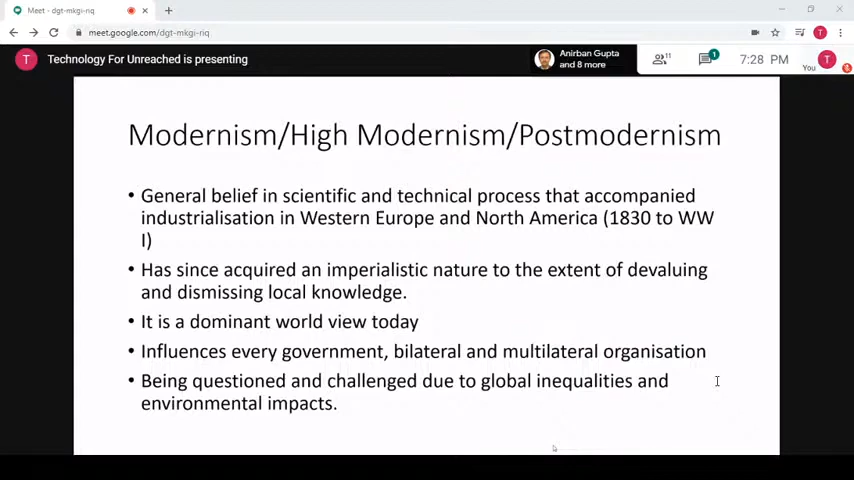 Meet - dgt-mkgi-riq
meet.google.com/dgt-mkgi-riq
T
T
Technology For Unreached is presenting
Anirban Gupta
and 8 more
11
1
7:28 PM
You
T
Modernism/High Modernism/Postmodernism
• General belief in scientific and technical process that accompanied
industrialisation in Western Europe and North America (1830 to WW
I)
• Has since acquired an imperialistic nature to the extent of devaluing
and dismissing local knowledge.
• It is a dominant world view today
• Influences every government, bilateral and multilateral organisation
• Being questioned and challenged due to global inequalities and
environmental impacts.